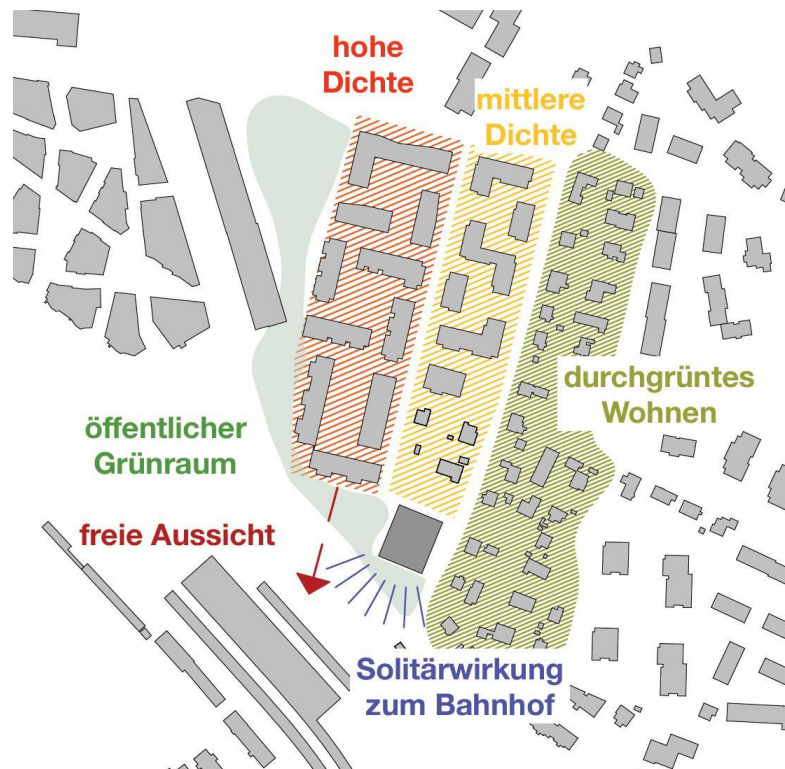 hohe
Dichte
mittlere
Dichte
durchgrüntes
Wohnen
öffentlicher
Grünraum
freie Aussicht
Solitärwirkung
zum Bahnhof